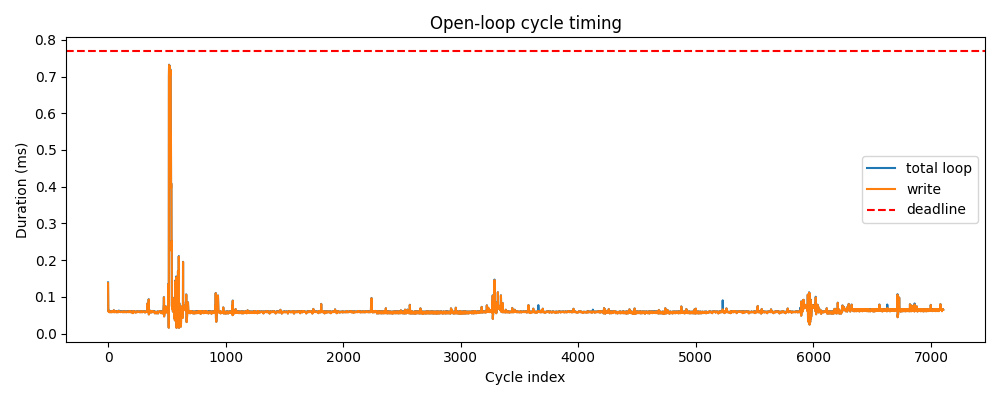 Open-loop cycle timing
0.8
0.7
0.6
0.5
0.4
0.3
0.2
0.1
0.0
Duration (ms)
total loop
write
deadline
0 1000 2000 3000 4000 5000 6000 7000
Cycle index